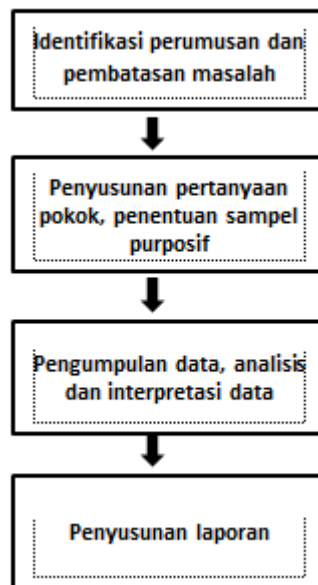 Identifikasi perumusan dan
pembatasan masalah
Penyusunan pertanyaan
pokok, penentuan sampel
purposif
Pengumpulan data, analisis
dan interpretasi data
Penyusunan laporan